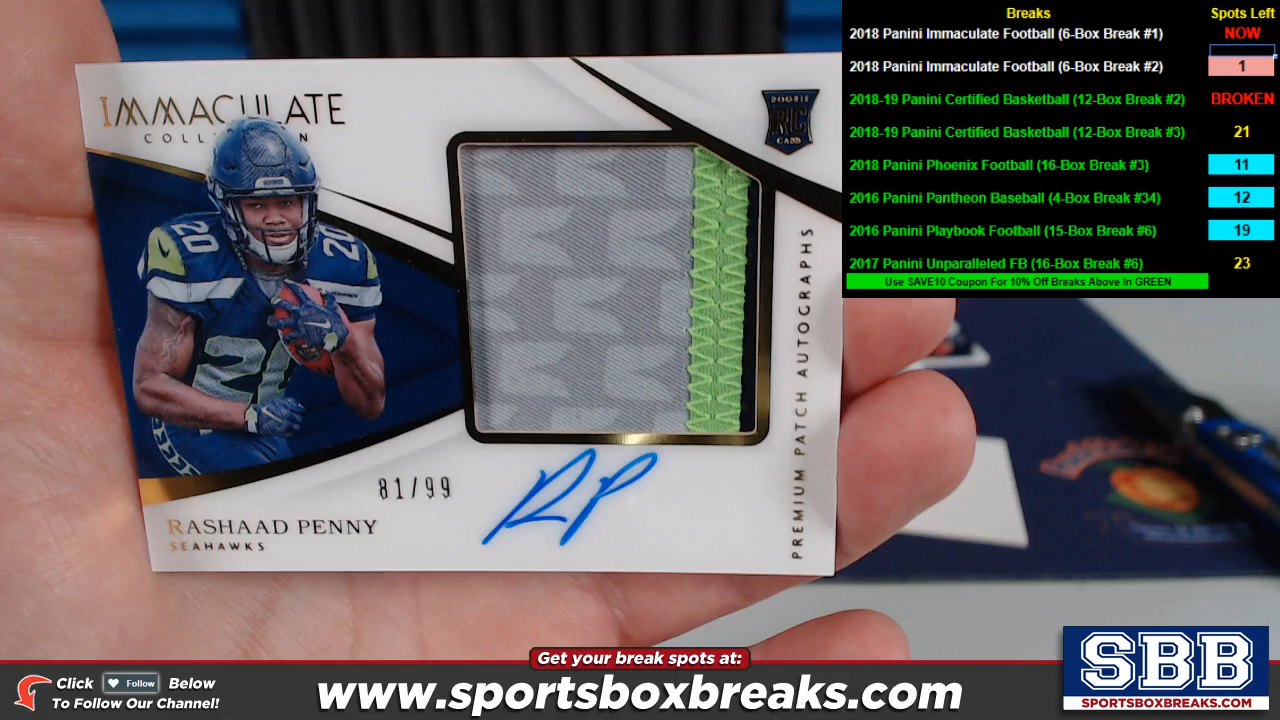 IMMACULATE
COLL N
ROOKIE
RC
CARD
20
20
20
81/99
RASHAAD PENNY
SEAHAWKS
RP
PREMIUM PATCH AUTOGRAPHS
Breaks Spots Left
2018 Panini Immaculate Football (6-Box Break #1) NOW
2018 Panini Immaculate Football (6-Box Break #2) 1
2018-19 Panini Certified Basketball (12-Box Break #2) BROKEN
2018-19 Panini Certified Basketball (12-Box Break #3) 21
2018 Panini Phoenix Football (16-Box Break #3) 11
2016 Panini Pantheon Baseball (4-Box Break #34) 12
2016 Panini Playbook Football (15-Box Break #6) 19
2017 Panini Unparalleled FB (16-Box Break #6) 23
Use SAVE10 Coupon For 10% Off Breaks Above In GREEN
Get your break spots at:
Click Follow Below
To Follow Our Channel!
www.sportsboxbreaks.com
SBB
SPORTSBOXBREAKS.COM